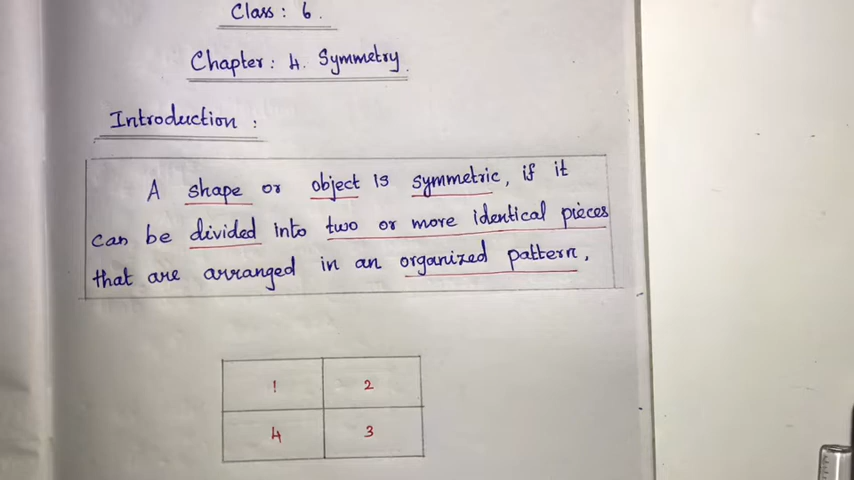 Class : 6.
Chapter : 4. Symmetry.
Introduction :
A shape or object is symmetric, if it
can be divided into two or more identical pieces
that are arranged in an organized pattern.
1 2
4 3